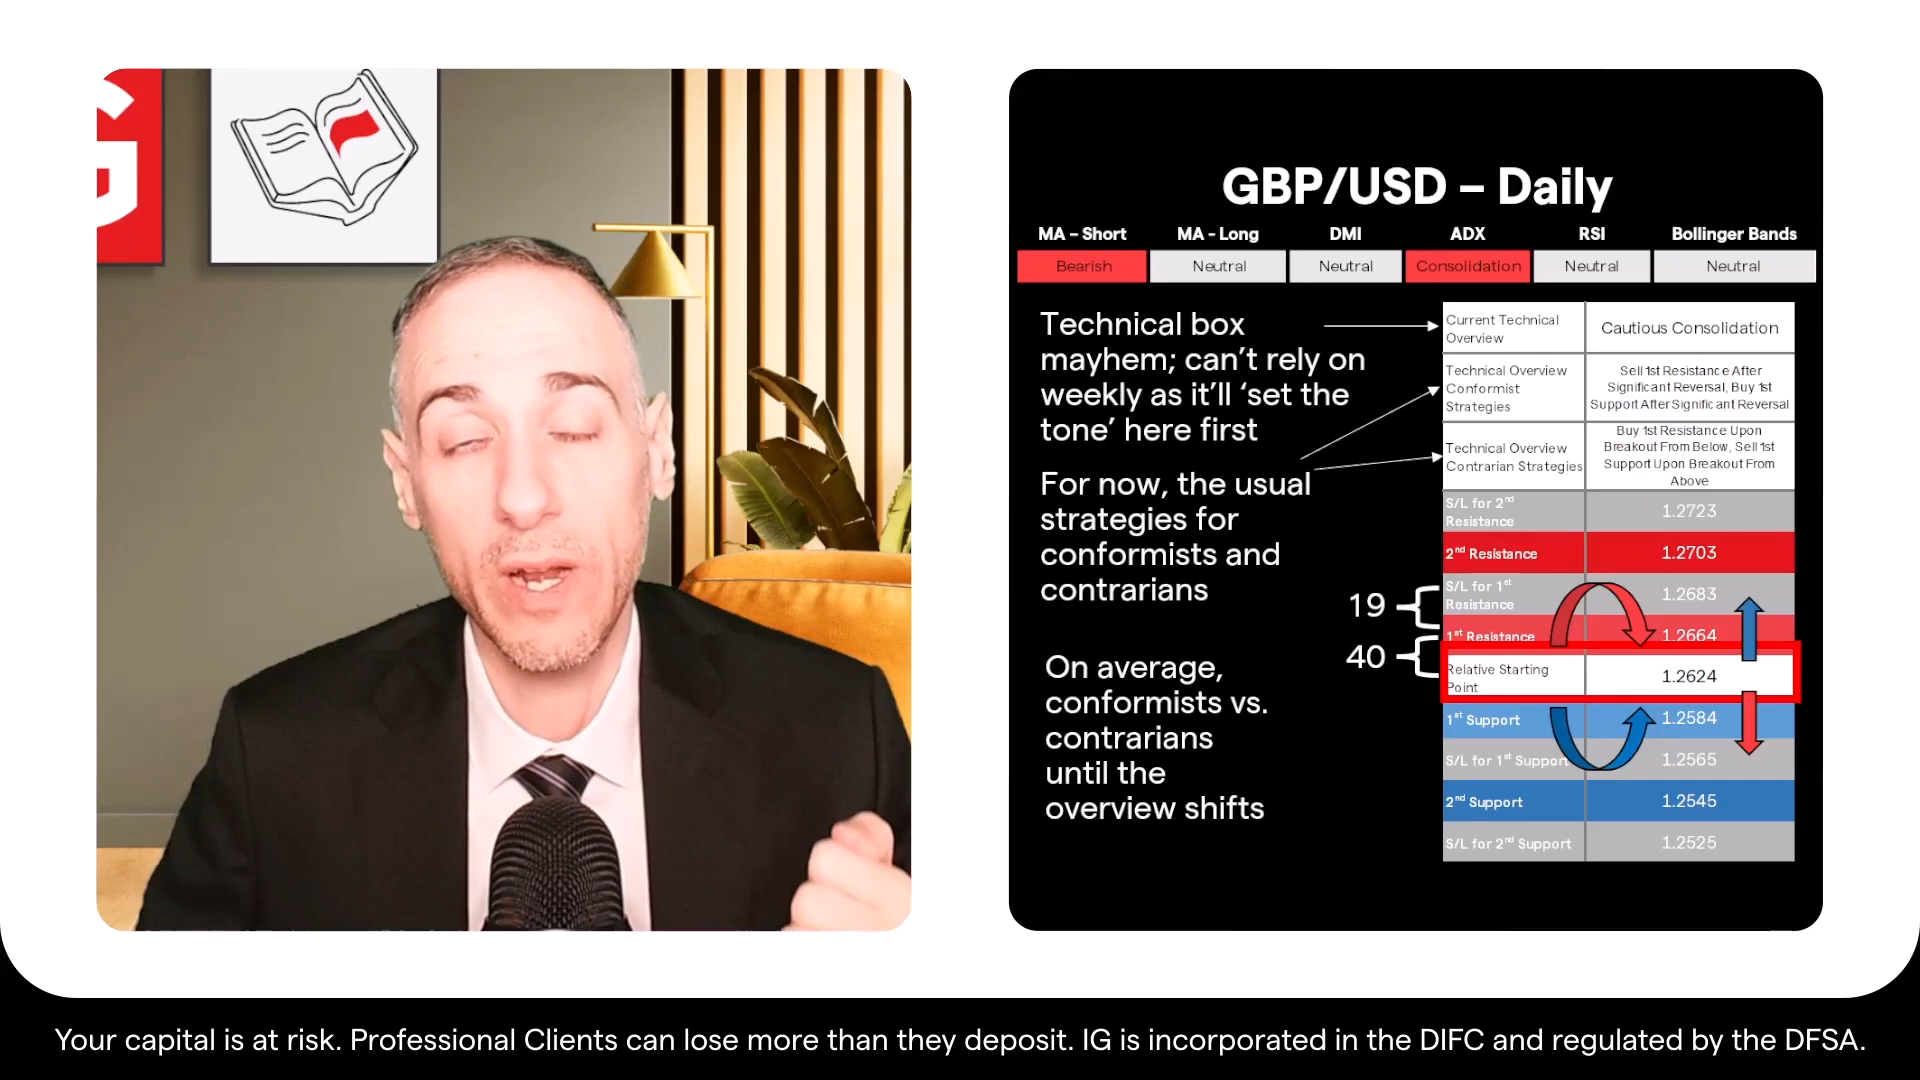 G
GBP/USD – Daily
MA – Short MA - Long DMI ADX RSI Bollinger Bands
Bearish Neutral Neutral Consolidation Neutral Neutral
Technical box
mayhem; can’t rely on
weekly as it’ll ‘set the
tone’ here first
For now, the usual
strategies for
conformists and
contrarians
On average,
conformists vs.
contrarians
until the
overview shifts
19
40
Current Technical
Overview
Cautious Consolidation
Technical Overview
Conformist
Strategies
Sell 1st Resistance After
Significant Reversal, Buy 1st
Support After Significant Reversal
Technical Overview
Contrarian Strategies
Buy 1st Resistance Upon
Breakout From Below, Sell 1st
Support Upon Breakout From
Above
S/L for 2nd
Resistance
1.2723
2nd Resistance 1.2703
S/L for 1st
Resistance
1.2683
1st Resistance 1.2664
Relative Starting
Point
1.2624
1st Support 1.2584
S/L for 1st Support 1.2565
2nd Support 1.2545
S/L for 2nd Support 1.2525
Your capital is at risk. Professional Clients can lose more than they deposit. IG is incorporated in the DIFC and regulated by the DFSA.